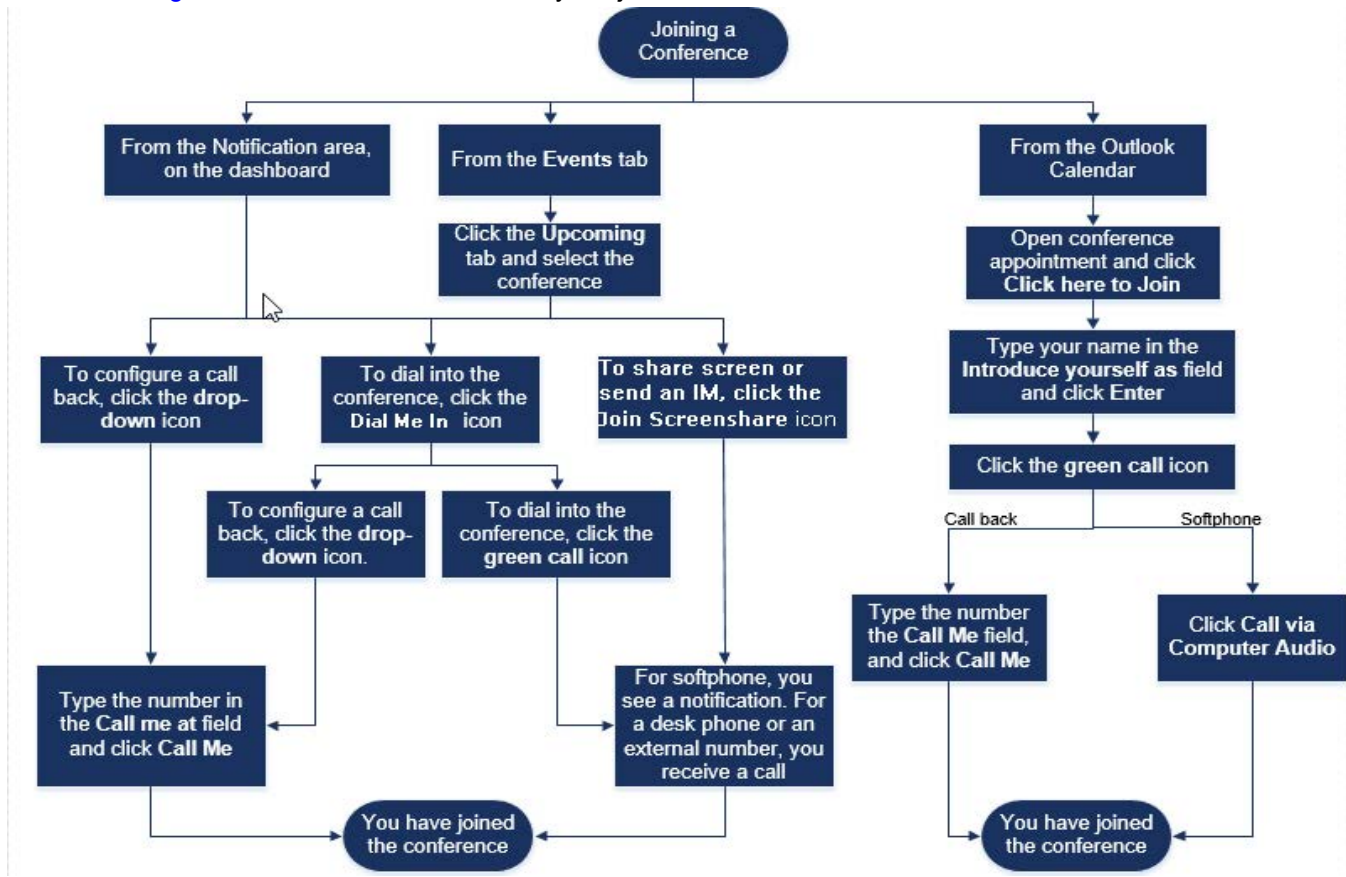 Joining a
Conference
From the Notification area,
on the dashboard
From the Events tab
From the Outlook
Calendar
Click the Upcoming
tab and select the
conference
Open conference
appointment and click
Click here to Join
To configure a call
back, click the drop-
down icon
To dial into the
conference, click the
Dial Me In icon
To share screen or
send an IM, click the
Join Screenshare icon
Type your name in the
Introduce yourself as field
and click Enter
Click the green call icon
To configure a call
back, click the drop-
down icon.
To dial into the
conference, click the
green call icon
Call back
Softphone
Type the number
the Call Me field,
and click Call Me
Click Call via
Computer Audio
Type the number in
the Call me at field
and click Call Me
For softphone, you
see a notification. For
a desk phone or an
external number, you
receive a call
You have joined
the conference
You have joined
the conference